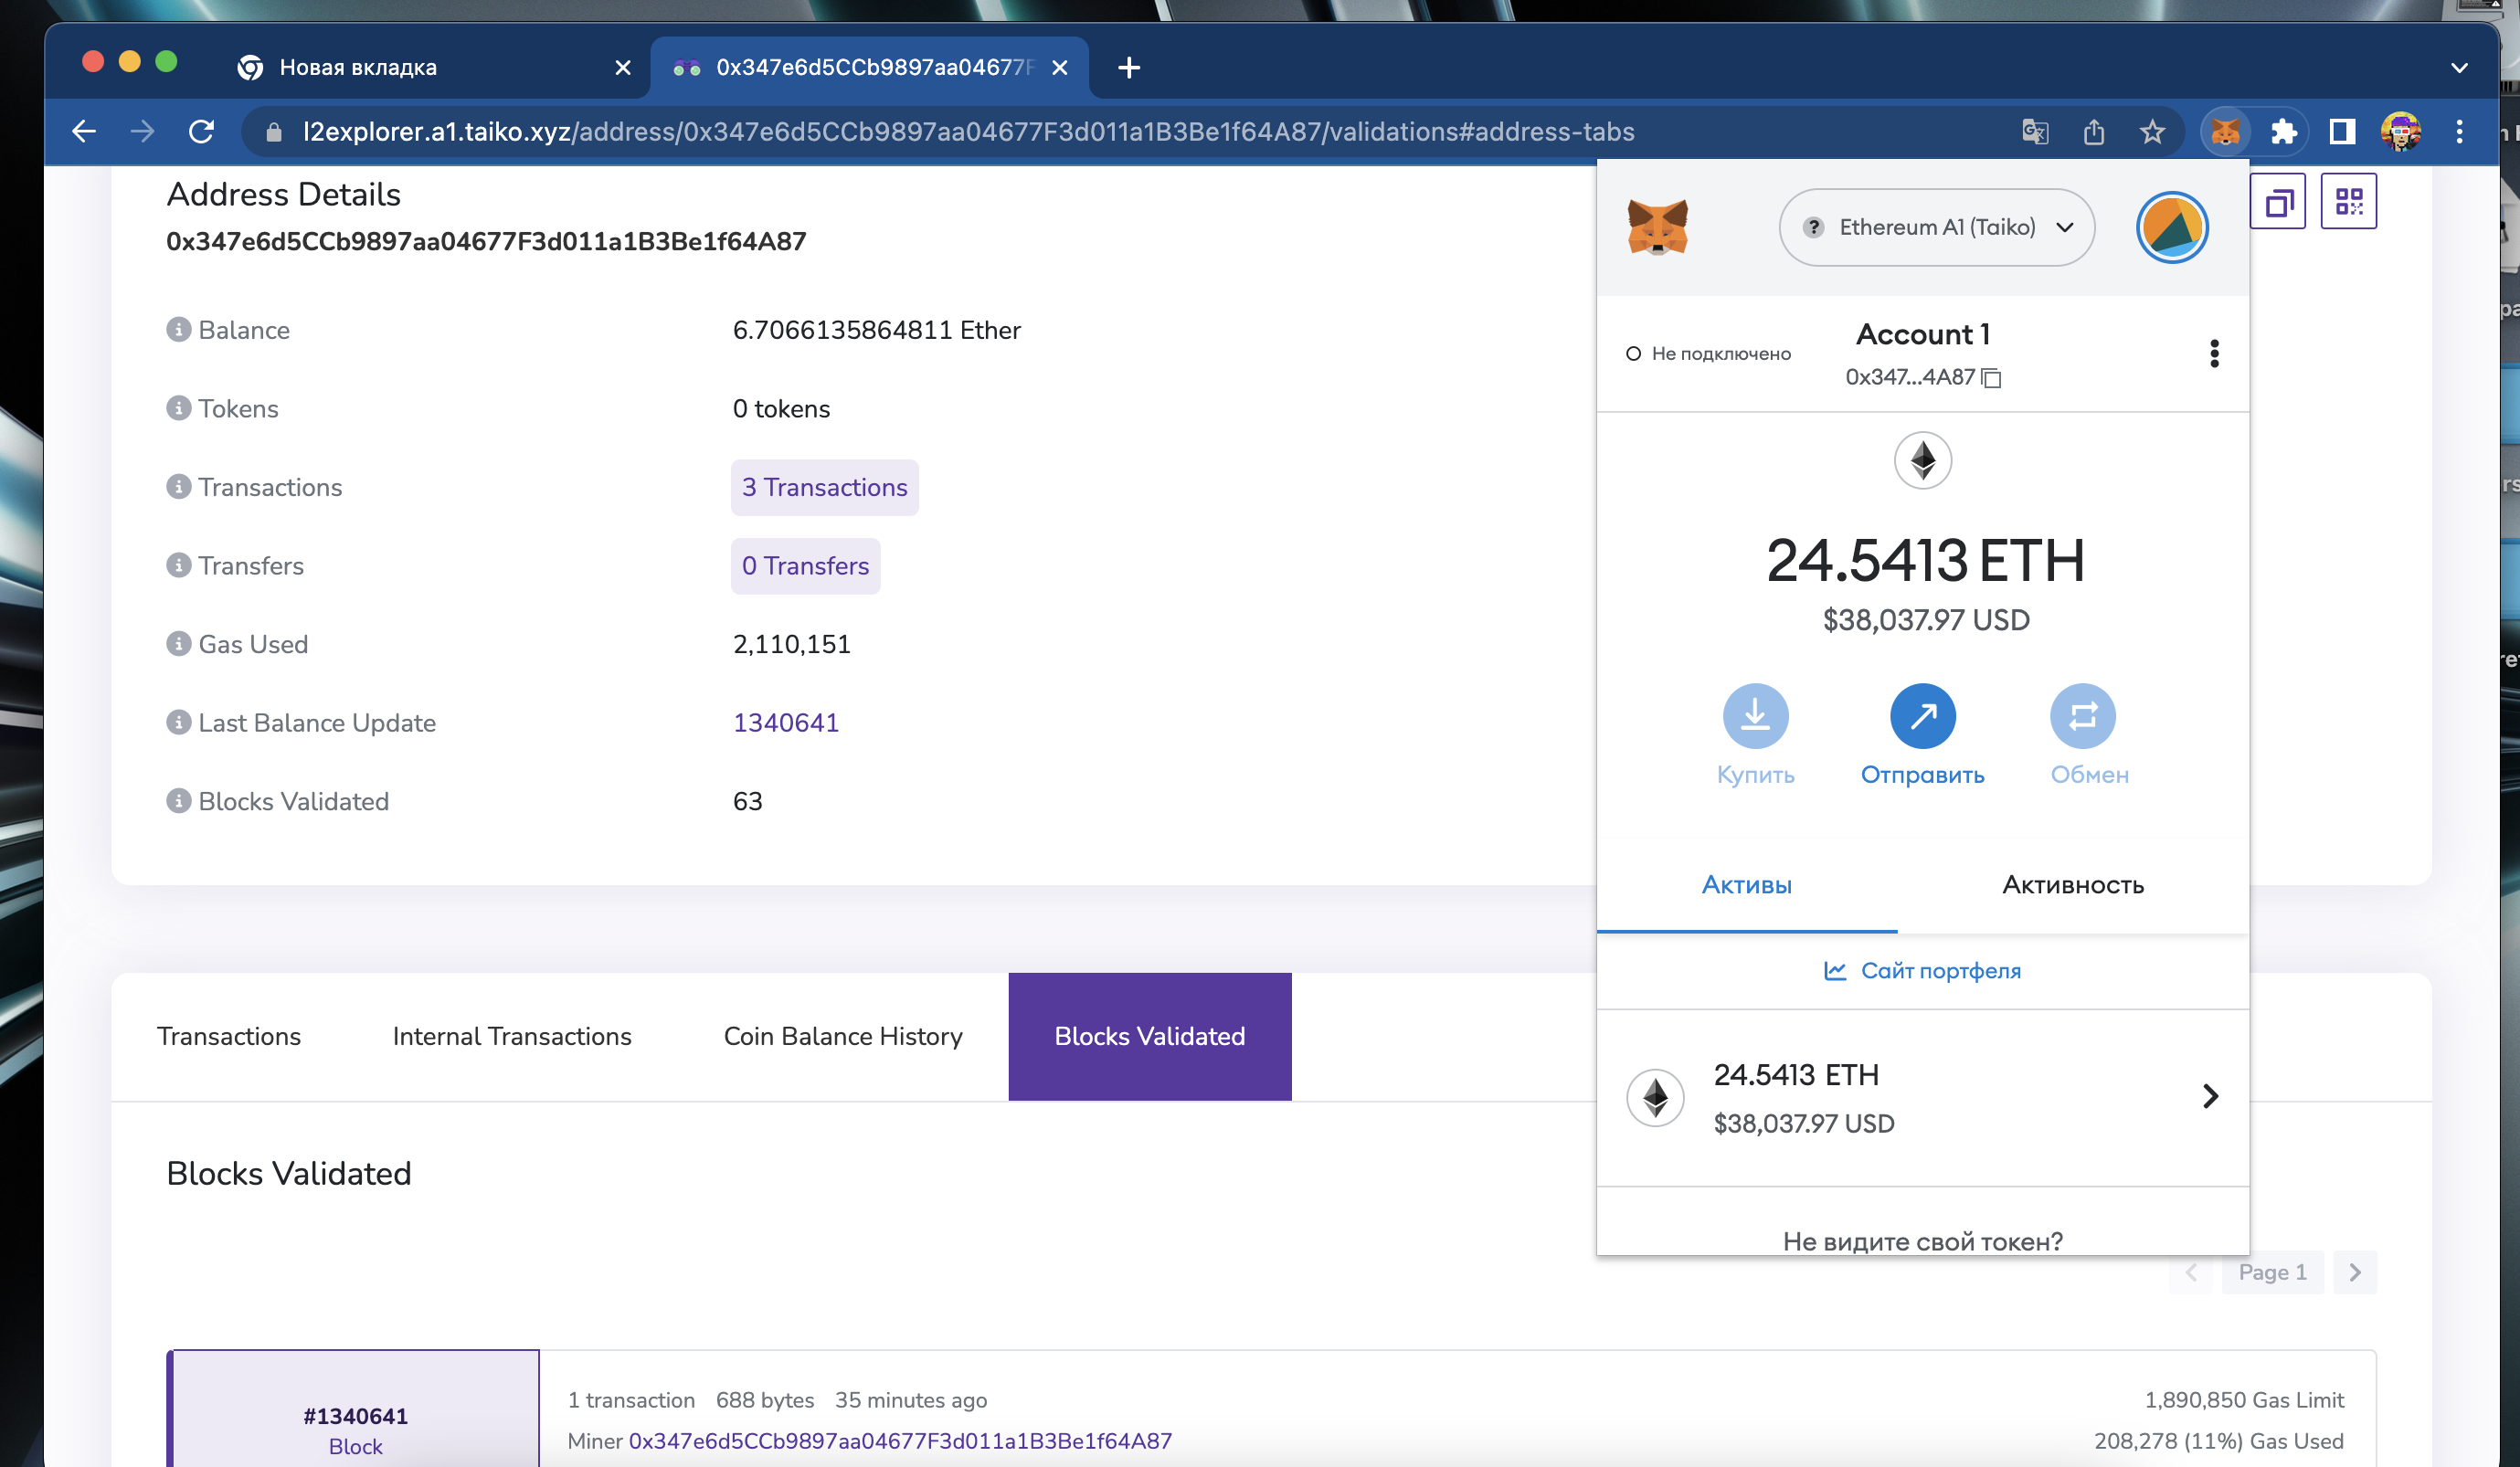 Новая вкладка
0x347e6d5CCb9897aa04677F
l2explorer.a1.taiko.xyz/address/0x347e6d5CCb9897aa04677F3d011a1B3Be1f64A87/validations#address-tabs
Address Details
0x347e6d5CCb9897aa04677F3d011a1B3Be1f64A87
Balance 6.7066135864811 Ether
Tokens 0 tokens
Transactions 3 Transactions
Transfers 0 Transfers
Gas Used 2,110,151
Last Balance Update 1340641
Blocks Validated 63
Transactions Internal Transactions Coin Balance History Blocks Validated
Blocks Validated
Page 1
#1340641
Block
1 transaction 688 bytes 35 minutes ago
Miner 0x347e6d5CCb9897aa04677F3d011a1B3Be1f64A87
1,890,850 Gas Limit
208,278 (11%) Gas Used
? Ethereum A1 (Taiko)
Не подключено
Account 1
0x347...4A87
24.5413 ETH
$38,037.97 USD
Купить Отправить Обмен
Активы Активность
Сайт портфеля
24.5413 ETH
$38,037.97 USD
Не видите свой токен?